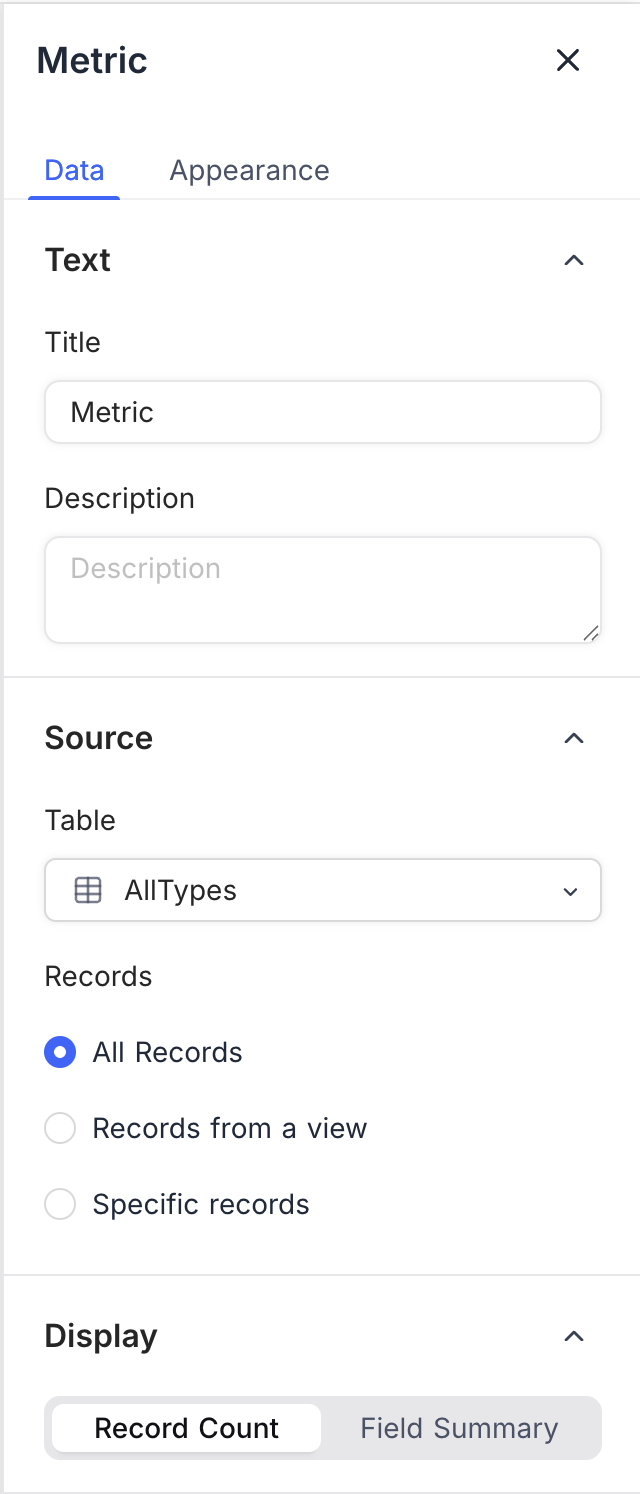 Metric
Data Appearance
Text
Title
Metric
Description
Description
Source
Table
AllTypes
Records
All Records
Records from a view
Specific records
Display
Record Count Field Summary